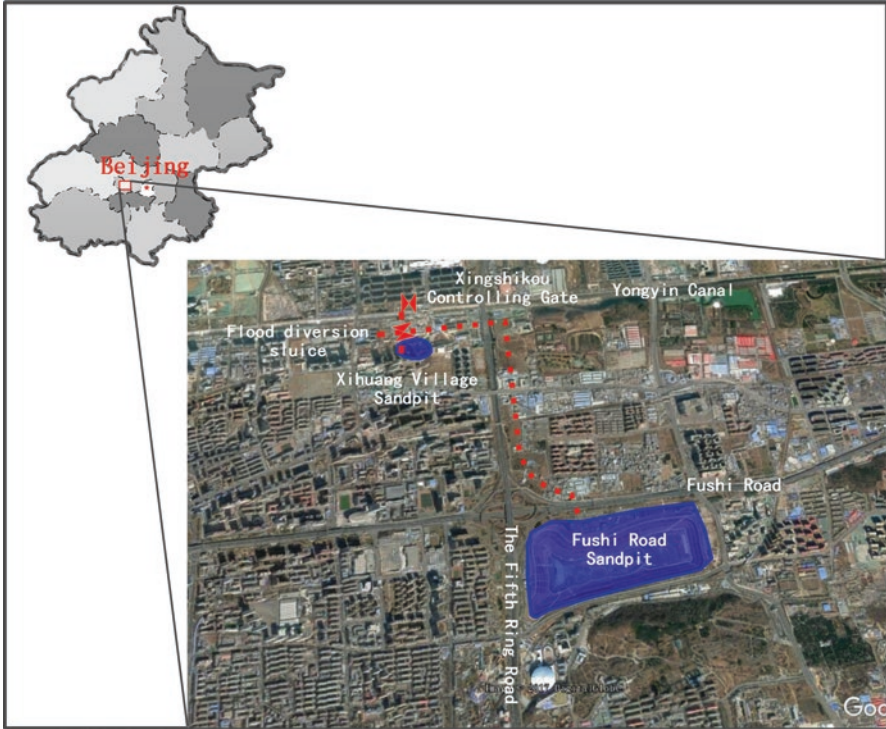 Beijing
Xingshikou
Controlling Gate
Yongyin Canal
Flood diversion
sluice
Xihuang Village
Sandpit
Fushi Road
Fushi Road
Sandpit
The Fifth Ring Road
Goo